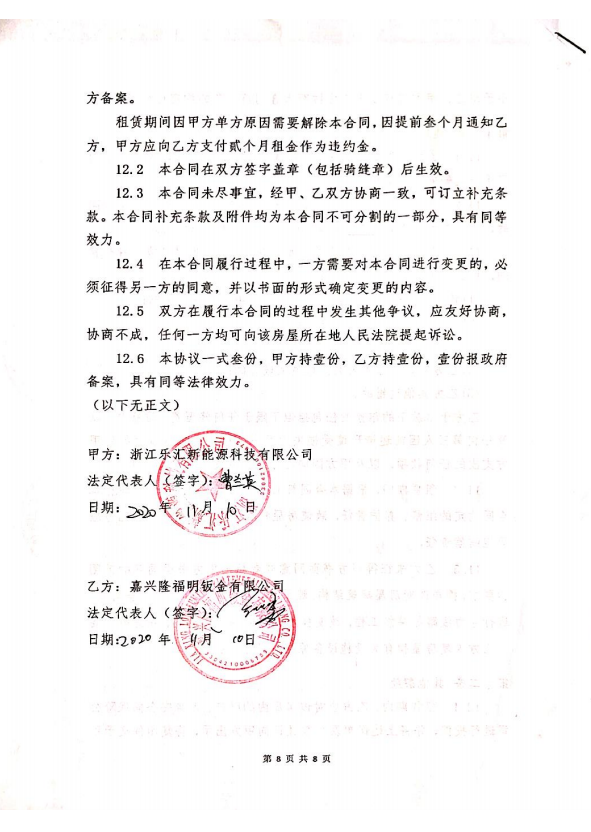 方备案。
租赁期间因甲方单方原因需要解除本合同,因提前叁个月通知乙
方,甲方应向乙方支付贰个月租金作为违约金。
12.2 本合同在双方签字盖章(包括骑缝章)后生效。
12.3 本合同未尽事宜,经甲、乙双方协商一致,可订立补充条
款。本合同补充条款及附件均为本合同不可分割的一部分,具有同等
效力。
12.4 在本合同履行过程中,一方需要对本合同进行变更的,必
须征得另一方的同意,并以书面的形式确定变更的内容。
12.5 双方在履行本合同的过程中发生其他争议,应友好协商,
协商不成,任何一方均可向该房屋所在地人民法院提起诉讼。
12.6 本协议一式叁份,甲方持壹份,乙方持壹份,壹份报政府
备案,具有同等法律效力。
(以下无正文)
甲方:浙江乐汇新能源科技有限公司
法定代表人(签字):
日期:2020年 11月 10日
乙方:嘉兴隆福明钣金有限公司
法定代表人(签字):
日期:2020年 11月 10日
第 8 页 共 8 页